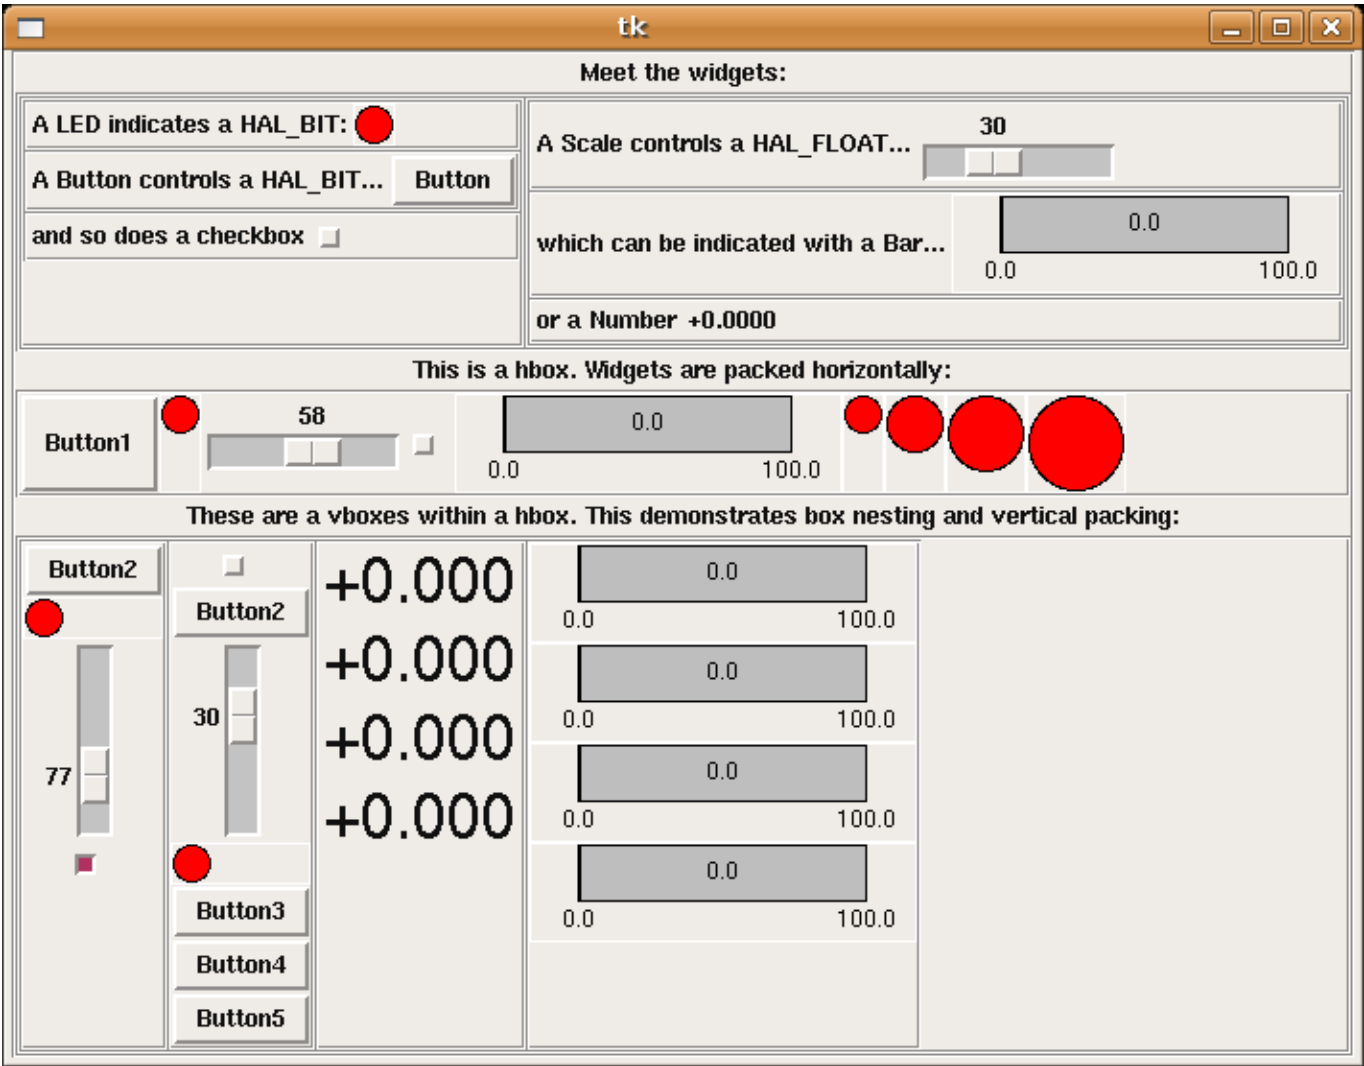 tk
Meet the widgets:
A LED indicates a HAL_BIT:
A Button controls a HAL_BIT... Button
and so does a checkbox
A Scale controls a HAL_FLOAT... 30
which can be indicated with a Bar... 0.0
0.0 100.0
or a Number +0.0000
This is a hbox. Widgets are packed horizontally:
Button1 58 0.0
0.0 100.0
These are a vboxes within a hbox. This demonstrates box nesting and vertical packing:
Button2
77
Button2
30
Button3
Button4
Button5
+0.000
+0.000
+0.000
+0.000
0.0
0.0 100.0
0.0
0.0 100.0
0.0
0.0 100.0
0.0
0.0 100.0